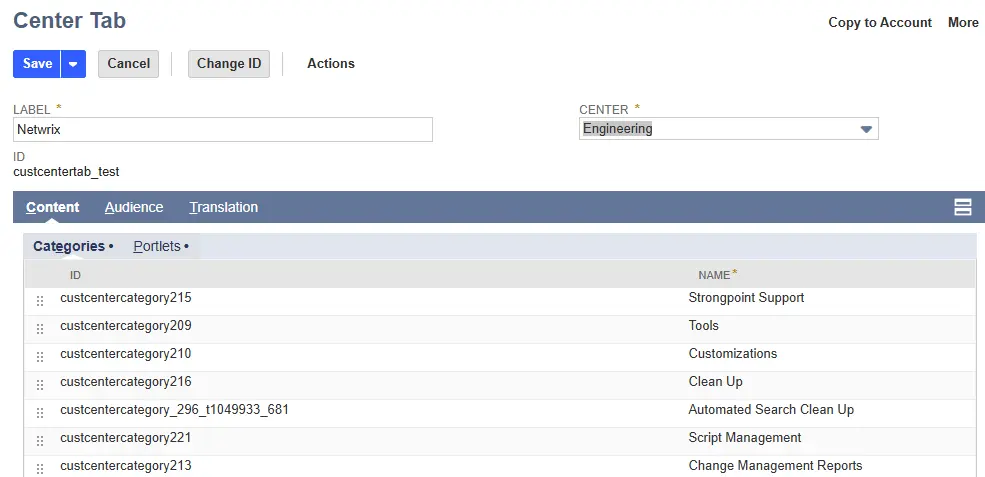 Center Tab
Copy to Account More
Save Cancel Change ID Actions
LABEL * CENTER *
Netwrix Engineering
ID
custcentertab_test
Content Audience Translation
Categories • Portlets •
ID NAME*
custcentercategory215 Strongpoint Support
custcentercategory209 Tools
custcentercategory210 Customizations
custcentercategory216 Clean Up
custcentercategory_296_t1049933_681 Automated Search Clean Up
custcentercategory221 Script Management
custcentercategory213 Change Management Reports